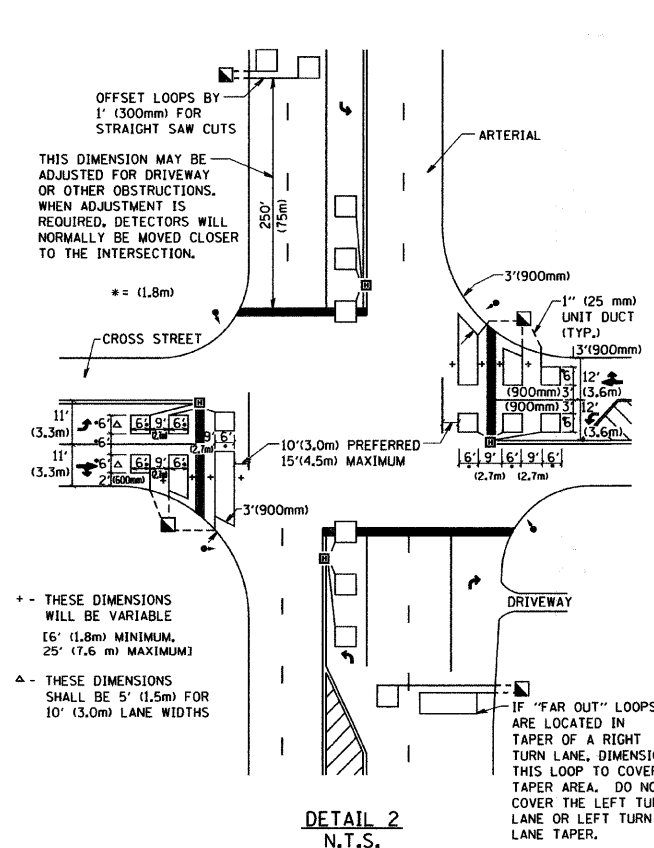 OFFSET LOOPS BY
1' (300mm) FOR
STRAIGHT SAW CUTS
ARTERIAL
THIS DIMENSION MAY BE
ADJUSTED FOR DRIVEWAY
OR OTHER OBSTRUCTIONS.
WHEN ADJUSTMENT IS
REQUIRED, DETECTORS WILL
NORMALLY BE MOVED CLOSER
TO THE INTERSECTION.
250'
(75m)
* = (1.8m)
3'(900mm)
1" (25 mm)
UNIT DUCT
(TYP.)
CROSS STREET
3'(900mm)
6'
12'
(3.6m)
(900mm) 3'
(900mm) 3'
12'
(3.6m)
6'
H
H
H
H
11'
(3.3m)
*6'
△
6'
9'
6'
*6'
9'
6'
(2.7m)
11'
(3.3m)
*6'
△
6'
9'
6'
2'
(600mm)
10'(3.0m) PREFERRED
15'(4.5m) MAXIMUM
6' 9' 6' 9' 6'
(2.7m) (2.7m)
3'(900mm)
+ - THESE DIMENSIONS
WILL BE VARIABLE
[6' (1.8m) MINIMUM,
25' (7.6 m) MAXIMUM]
△ - THESE DIMENSIONS
SHALL BE 5' (1.5m) FOR
10' (3.0m) LANE WIDTHS
DRIVEWAY
IF "FAR OUT" LOOPS
ARE LOCATED IN
TAPER OF A RIGHT
TURN LANE, DIMENSIO
THIS LOOP TO COVER
TAPER AREA. DO NO
COVER THE LEFT TU
LANE OR LEFT TURN
LANE TAPER.
DETAIL 2
N.T.S.